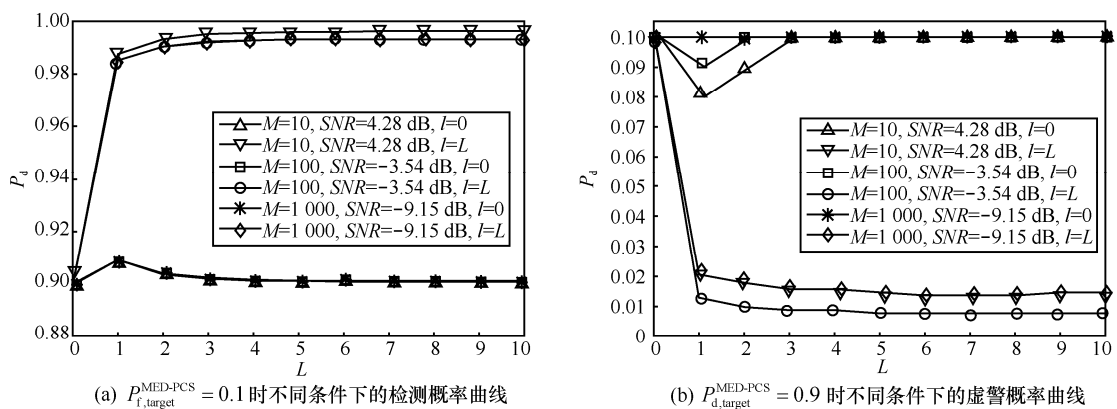 1.00
0.98
0.96
0.94
0.92
0.90
0.88
P_d
M=10, SNR=4.28 dB, l=0
M=10, SNR=4.28 dB, l=L
M=100, SNR=−3.54 dB, l=0
M=100, SNR=−3.54 dB, l=L
M=1 000, SNR=−9.15 dB, l=0
M=1 000, SNR=−9.15 dB, l=L
0 1 2 3 4 5 6 7 8 9 10
L
(a) P_{f,target}^{MED-PCS} = 0.1 时不同条件下的检测概率曲线
0.10
0.09
0.08
0.07
0.06
0.05
0.04
0.03
0.02
0.01
0
P_d
M=10, SNR=4.28 dB, l=0
M=10, SNR=4.28 dB, l=L
M=100, SNR=−3.54 dB, l=0
M=100, SNR=−3.54 dB, l=L
M=1 000, SNR=−9.15 dB, l=0
M=1 000, SNR=−9.15 dB, l=L
0 1 2 3 4 5 6 7 8 9 10
L
(b) P_{d,target}^{MED-PCS} = 0.9 时不同条件下的虚警概率曲线